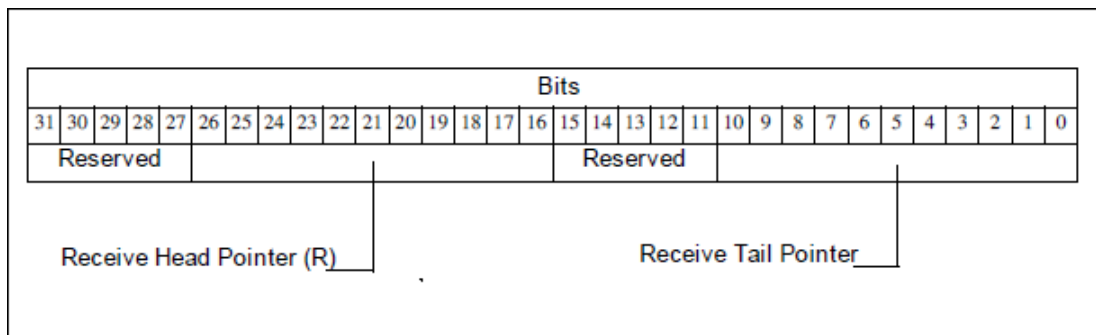 Bits
31 30 29 28 27 26 25 24 23 22 21 20 19 18 17 16 15 14 13 12 11 10 9 8 7 6 5 4 3 2 1 0
Reserved Reserved
Receive Head Pointer (R) Receive Tail Pointer